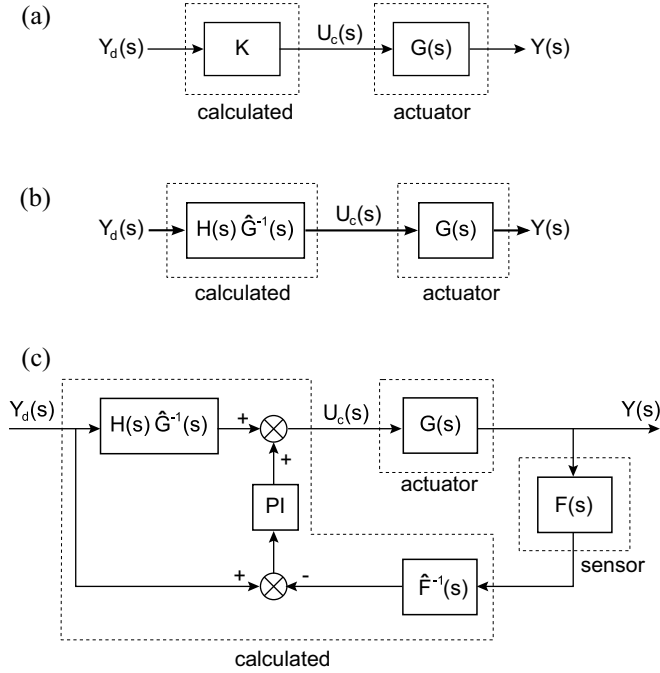 (a)
Y_d(s) K U_c(s) G(s) Y(s)
calculated actuator
(b)
Y_d(s) H(s) Ĝ⁻¹(s) U_c(s) G(s) Y(s)
calculated actuator
(c)
Y_d(s) H(s) Ĝ⁻¹(s) + U_c(s) G(s) Y(s)
+
actuator
PI F(s)
sensor
+ - F̂⁻¹(s)
calculated